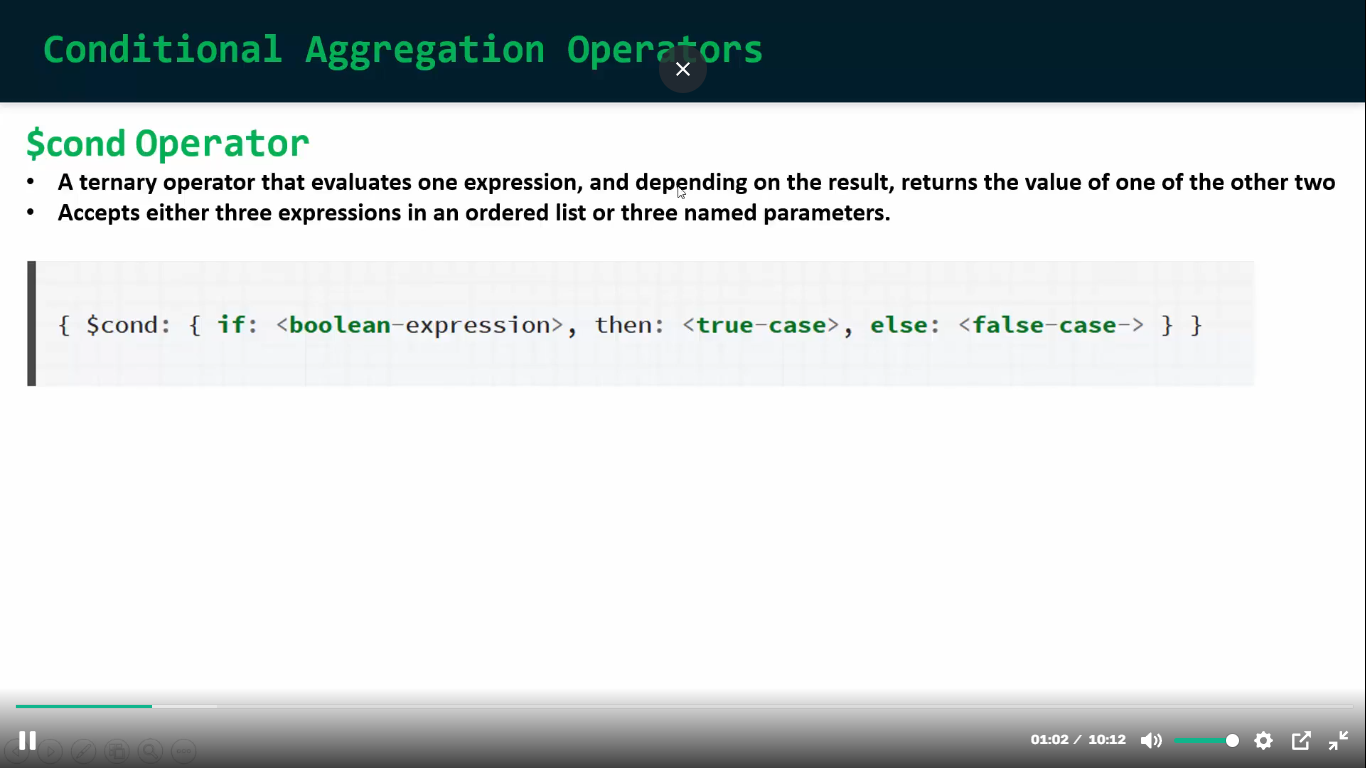 Conditional Aggregation Operators
$cond Operator
• A ternary operator that evaluates one expression, and depending on the result, returns the value of one of the other two
• Accepts either three expressions in an ordered list or three named parameters.
{ $cond: { if: <boolean-expression>, then: <true-case>, else: <false-case-> } }
01:02 / 10:12